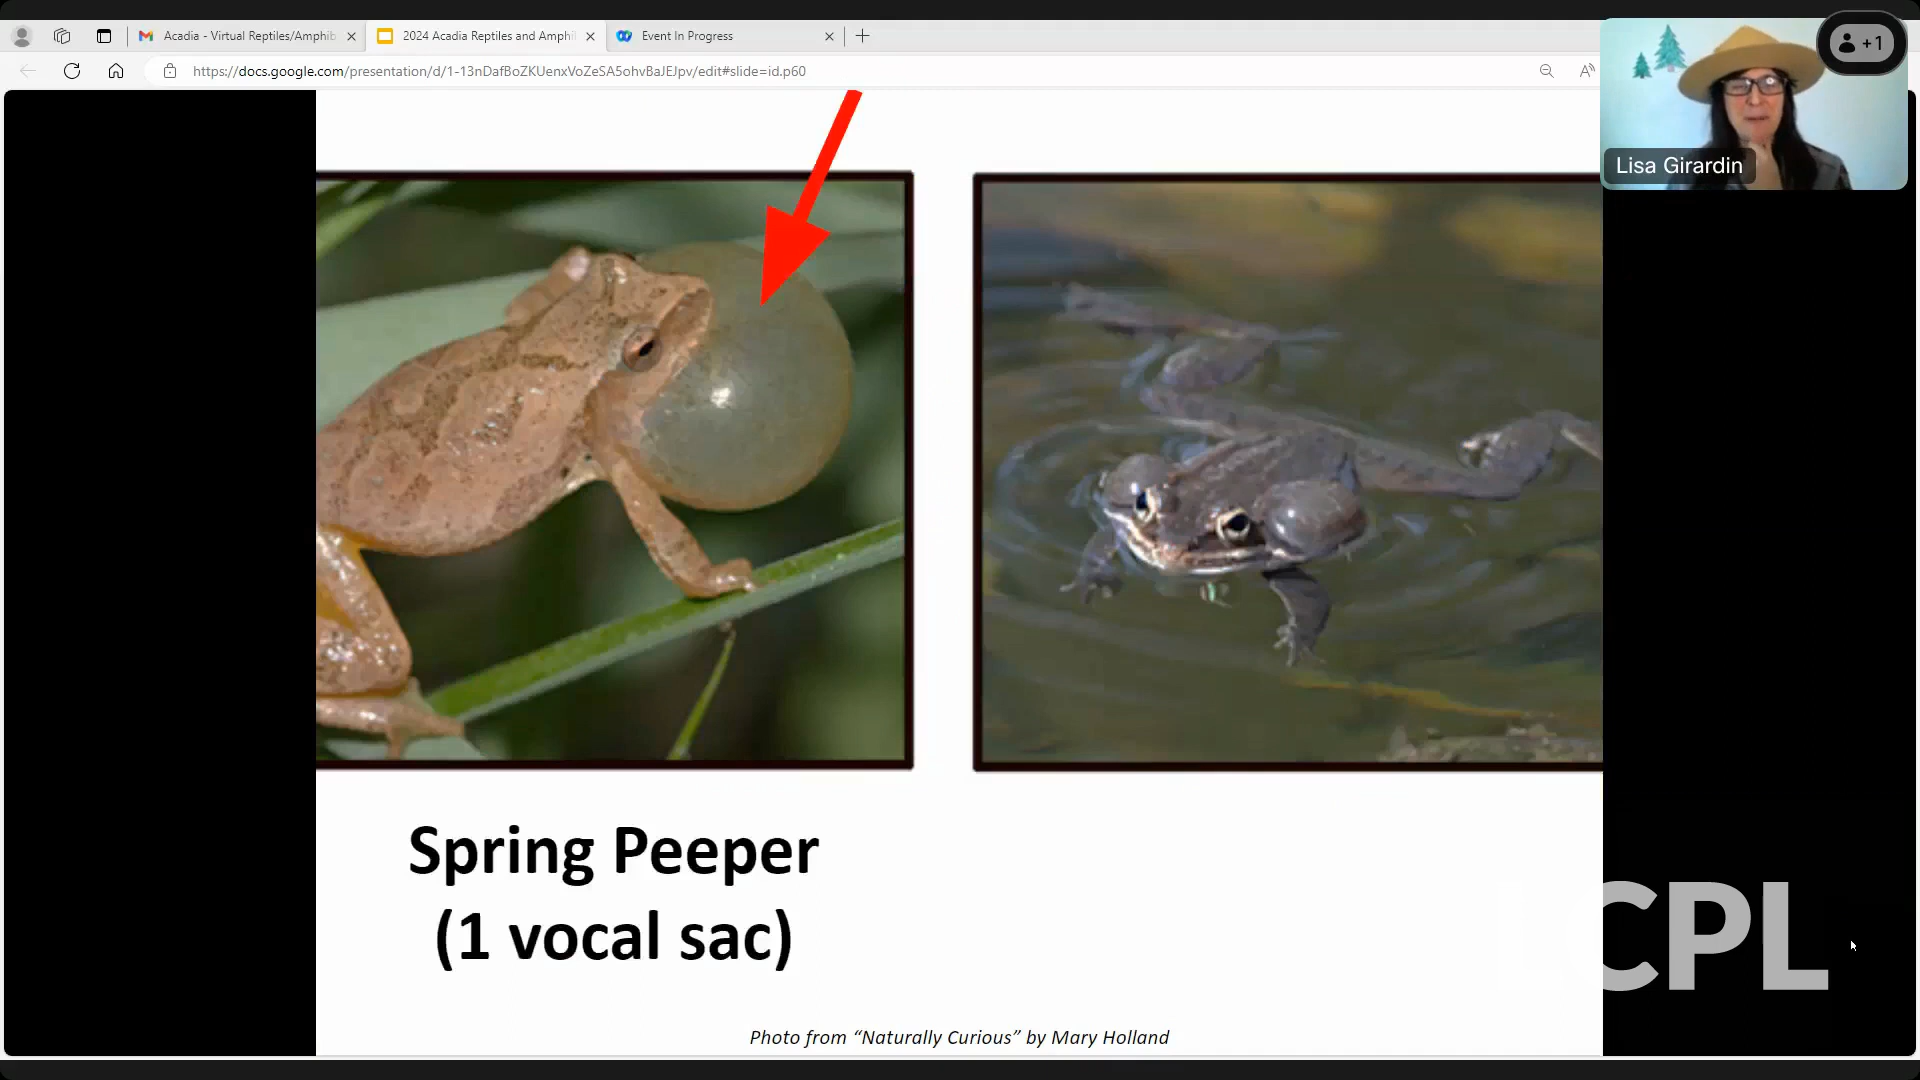 Acadia - Virtual Reptiles/Amphib
2024 Acadia Reptiles and Amphi
Event In Progress
+1
https://docs.google.com/presentation/d/1-13nDafBoZKUenxVoZeSA5ohvBaJEJpv/edit#slide=id.p60
Lisa Girardin
Spring Peeper
(1 vocal sac)
LCPL
Photo from “Naturally Curious” by Mary Holland